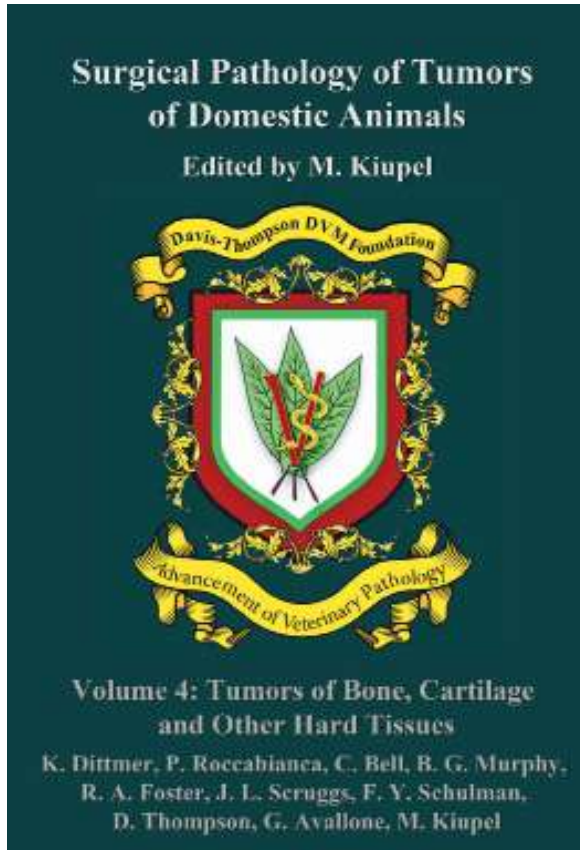 Surgical Pathology of Tumors
of Domestic Animals
Edited by M. Kiupel
Davis-Thompson DVM Foundation
Advancement of Veterinary Pathology
Volume 4: Tumors of Bone, Cartilage
and Other Hard Tissues
K. Dittmer, P. Roccabianca, C. Bell, B. G. Murphy,
R. A. Foster, J. L. Scruggs, F. Y. Schulman,
D. Thompson, G. Avallone, M. Kiupel